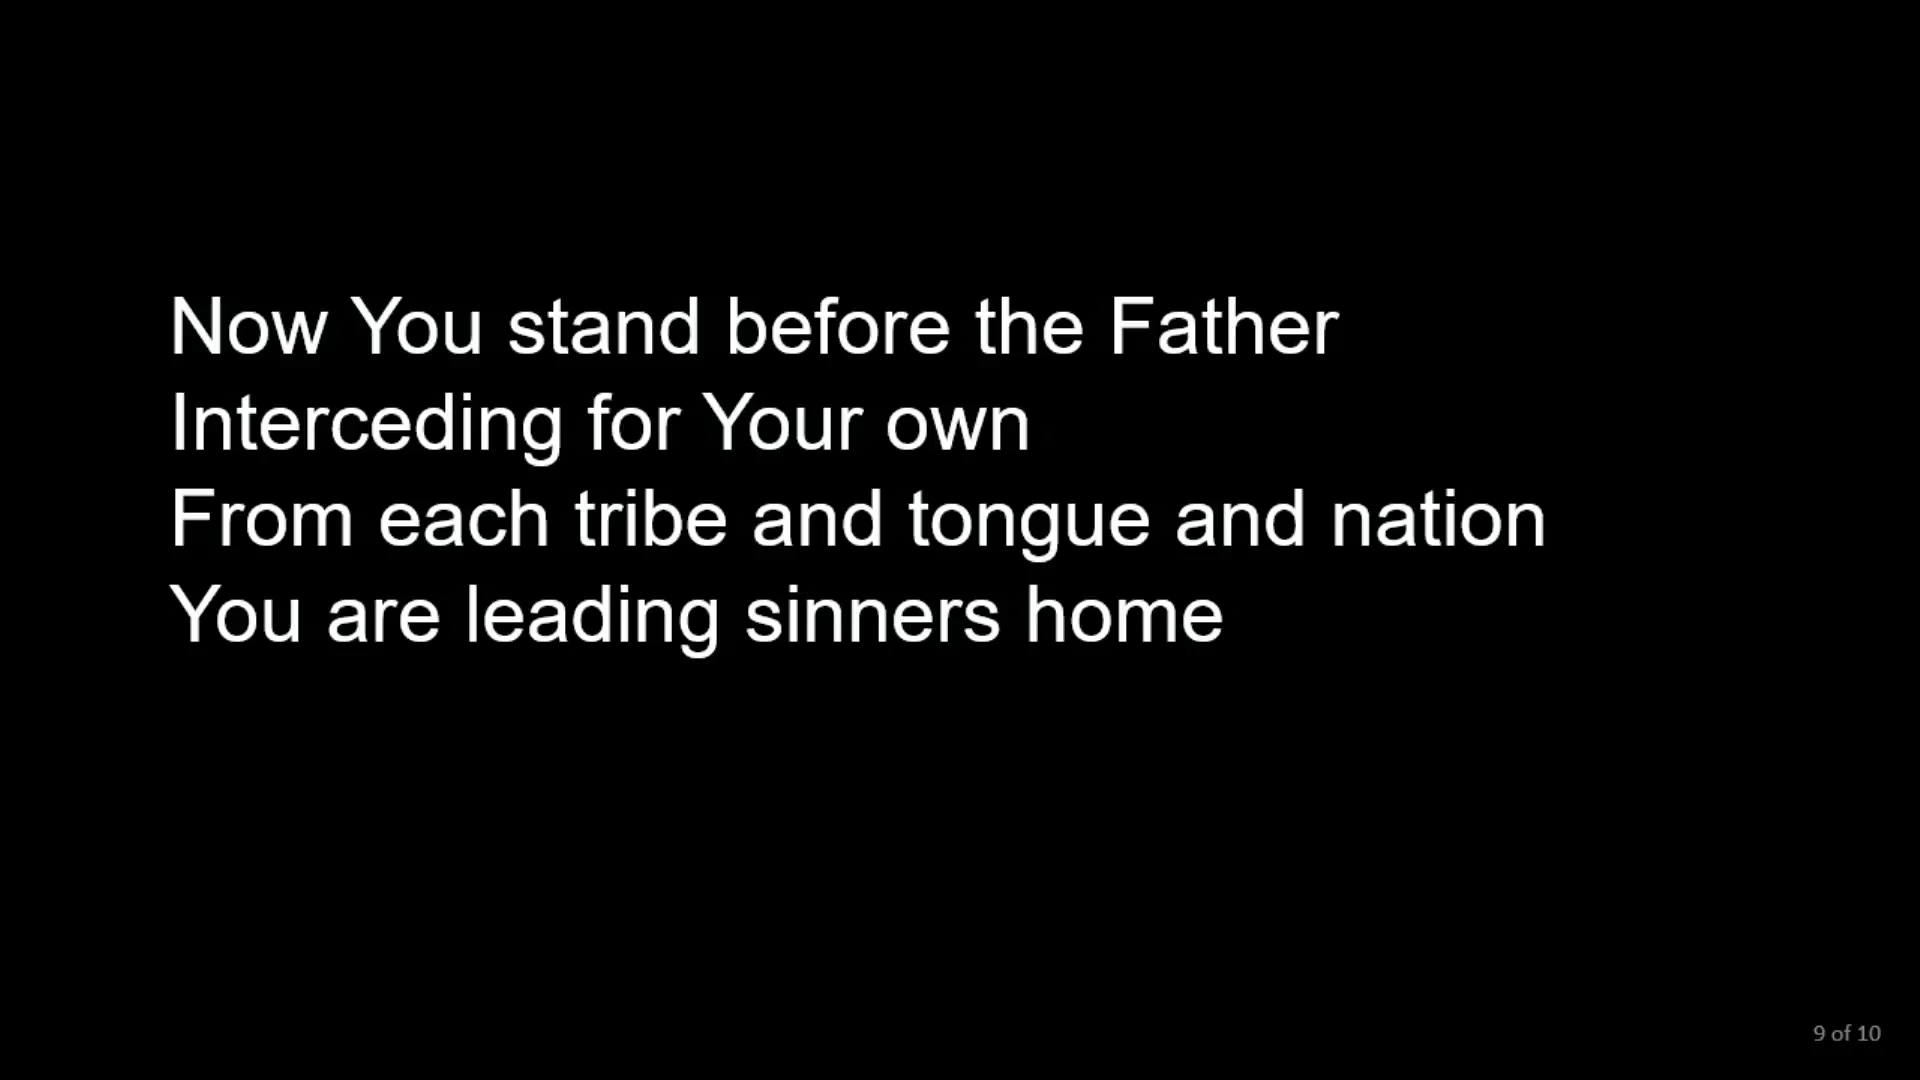 Now You stand before the Father
Interceding for Your own
From each tribe and tongue and nation
You are leading sinners home
9 of 10